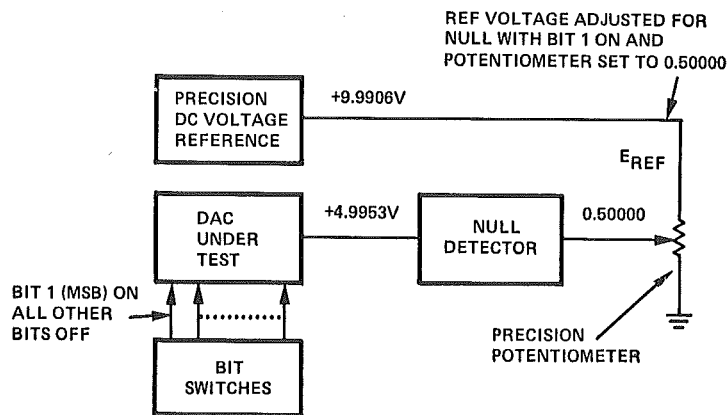 REF VOLTAGE ADJUSTED FOR
NULL WITH BIT 1 ON AND
POTENTIOMETER SET TO 0.50000
PRECISION
DC VOLTAGE
REFERENCE
+9.9906V
EREF
DAC
UNDER
TEST
+4.9953V
NULL
DETECTOR
0.50000
BIT 1 (MSB) ON
ALL OTHER
BITS OFF
PRECISION
POTENTIOMETER
BIT
SWITCHES